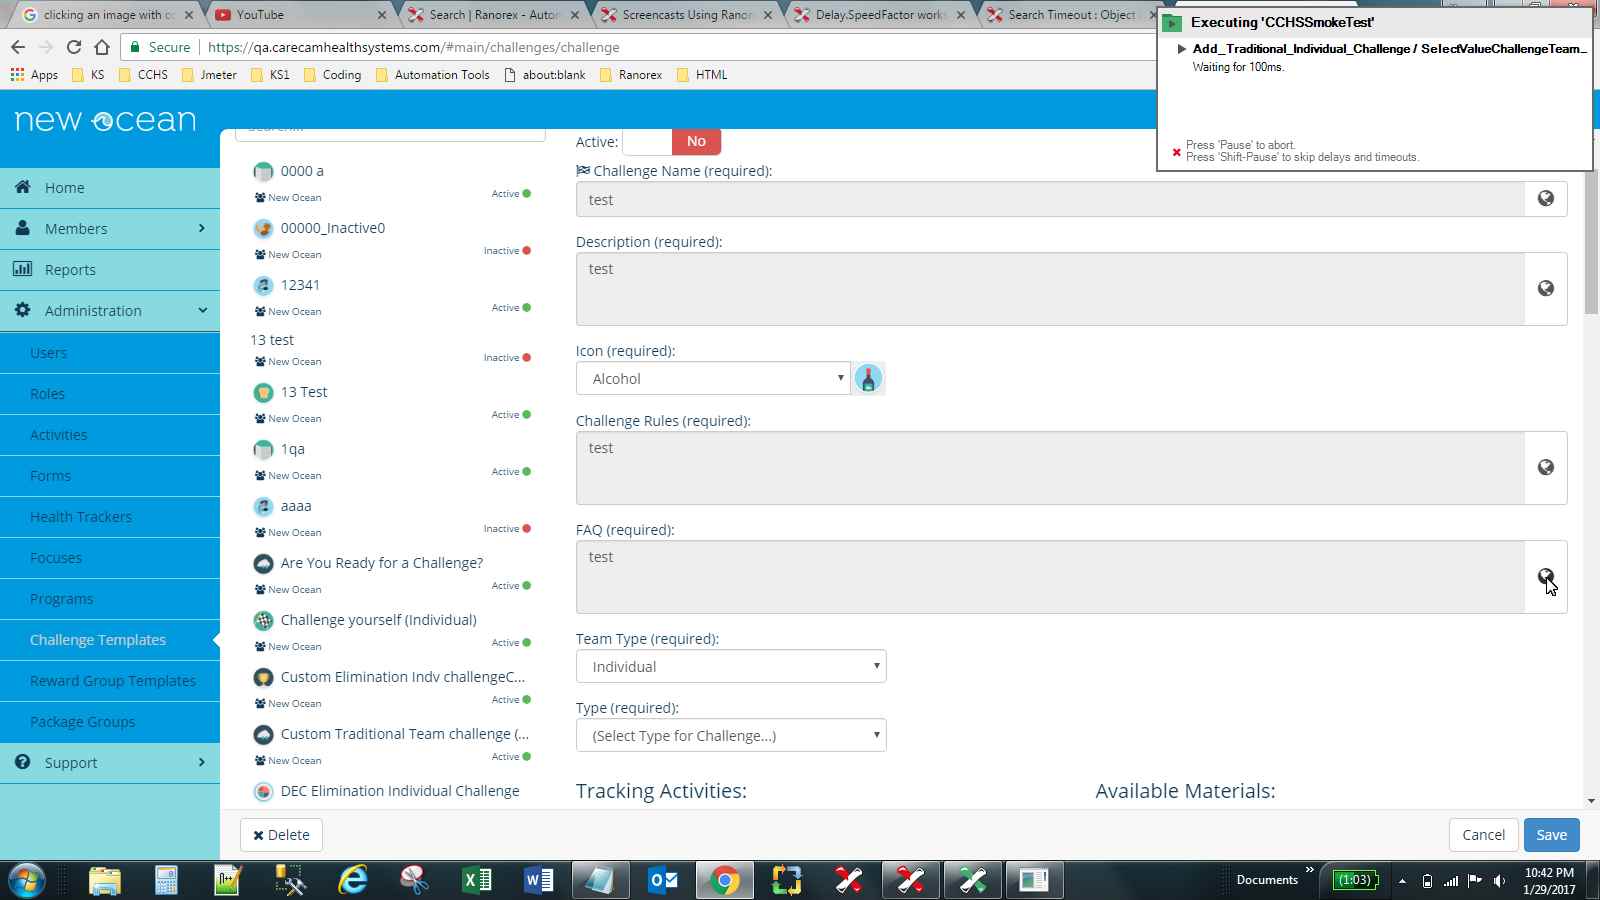 clicking an image with oc
YouTube
Search | Ranorex - Auton
Screencasts Using Ranor
Delay.SpeedFactor works
Search Timeout : Object
Executing 'CCHSSmokeTest'
Add_Traditional_Individual_Challenge / SelectValueChallengeTeam_
Waiting for 100ms.
Press 'Pause' to abort.
Press 'Shift-Pause' to skip delays and timeouts.
Secure
https://qa.carecamhealthsystems.com/#main/challenges/challenge
Apps
KS
CCHS
Jmeter
KS1
Coding
Automation Tools
about:blank
Ranorex
HTML
new ocean
Home
Members
Reports
Administration
Users
Roles
Activities
Forms
Health Trackers
Focuses
Programs
Challenge Templates
Reward Group Templates
Package Groups
Support
Search...
0000 a
New Ocean
Active
00000_Inactive0
New Ocean
Inactive
12341
New Ocean
Active
13 test
New Ocean
Inactive
13 Test
New Ocean
Active
1qa
New Ocean
Active
aaaa
New Ocean
Inactive
Are You Ready for a Challenge?
New Ocean
Active
Challenge yourself (Individual)
New Ocean
Active
Custom Elimination Indv challengeC...
New Ocean
Active
Custom Traditional Team challenge (...
New Ocean
Active
DEC Elimination Individual Challenge
Active:
No
Challenge Name (required):
test
Description (required):
test
Icon (required):
Alcohol
Challenge Rules (required):
test
FAQ (required):
test
Team Type (required):
Individual
Type (required):
(Select Type for Challenge...)
Tracking Activities:
Available Materials:
Delete
Cancel
Save
Documents
(1:03)
10:42 PM
1/29/2017